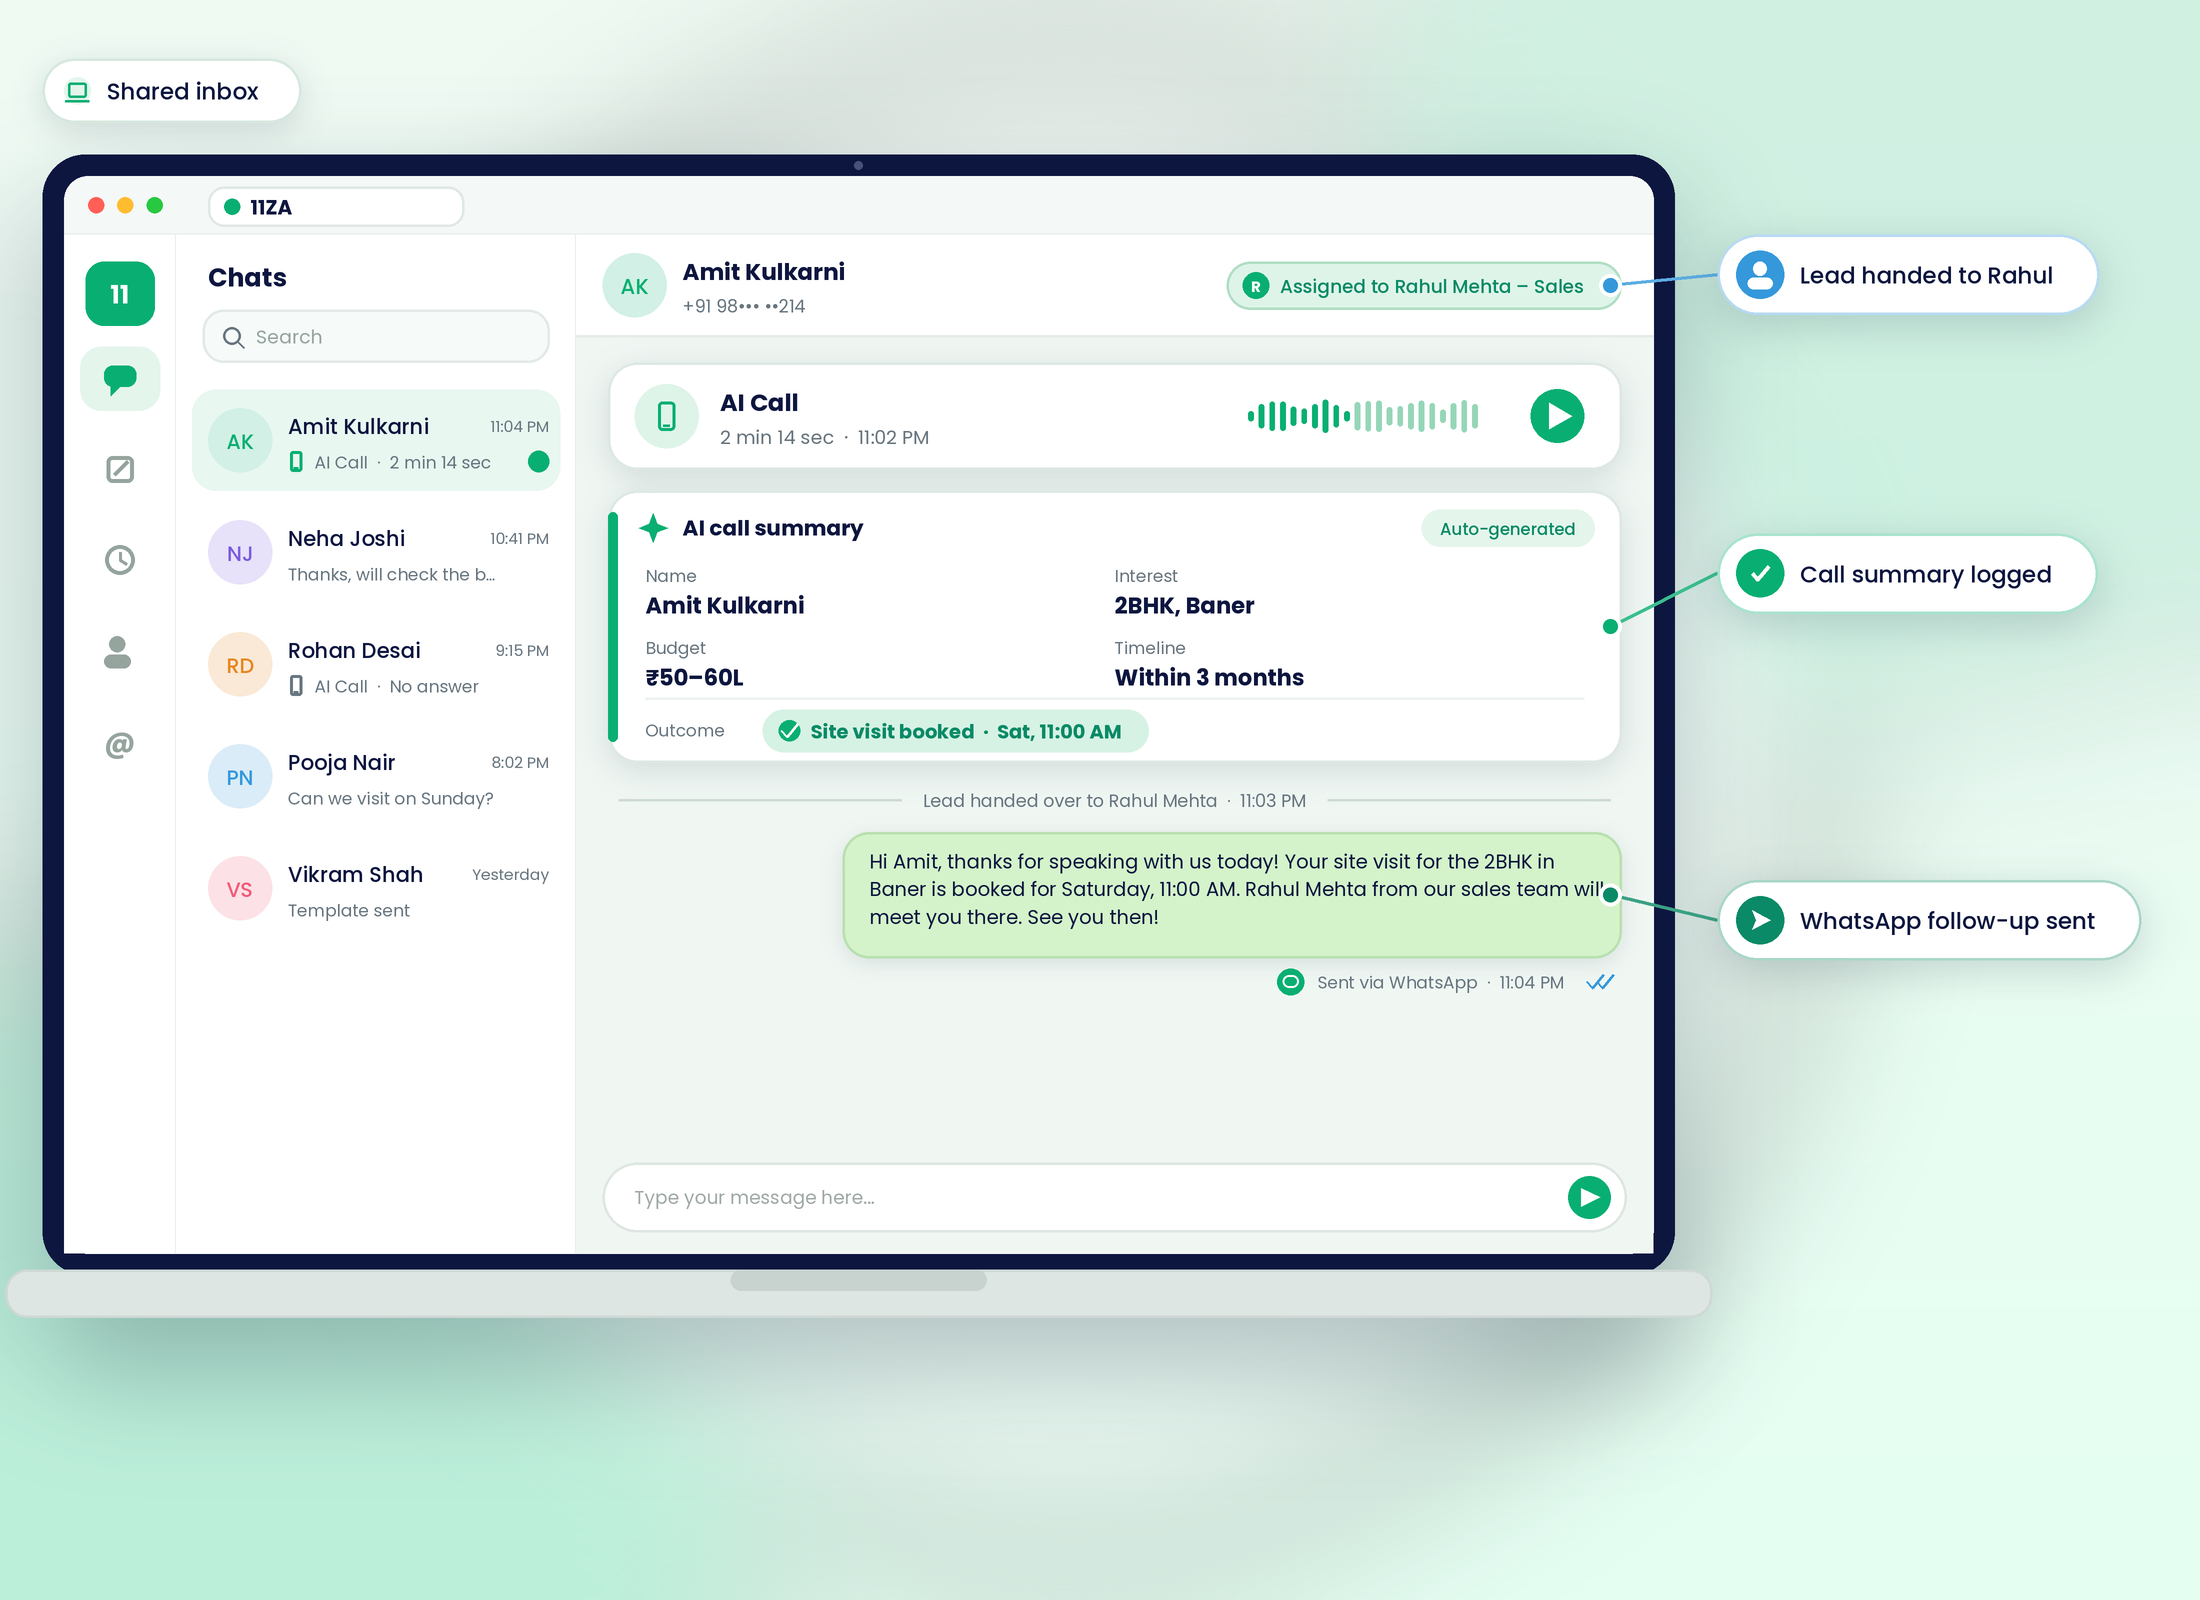 Shared inbox
11ZA
11
Chats
Search
AK
Amit Kulkarni
11:04 PM
AI Call · 2 min 14 sec
NJ
Neha Joshi
10:41 PM
Thanks, will check the b...
RD
Rohan Desai
9:15 PM
AI Call · No answer
PN
Pooja Nair
8:02 PM
Can we visit on Sunday?
VS
Vikram Shah
Yesterday
Template sent
@
AK
Amit Kulkarni
+91 98••• ••214
R Assigned to Rahul Mehta – Sales
AI Call
2 min 14 sec · 11:02 PM
AI call summary
Auto-generated
Name
Amit Kulkarni
Interest
2BHK, Baner
Budget
₹50–60L
Timeline
Within 3 months
Outcome
Site visit booked · Sat, 11:00 AM
Lead handed over to Rahul Mehta · 11:03 PM
Hi Amit, thanks for speaking with us today! Your site visit for the 2BHK in
Baner is booked for Saturday, 11:00 AM. Rahul Mehta from our sales team will
meet you there. See you then!
Sent via WhatsApp · 11:04 PM
Type your message here...
Lead handed to Rahul
Call summary logged
WhatsApp follow-up sent